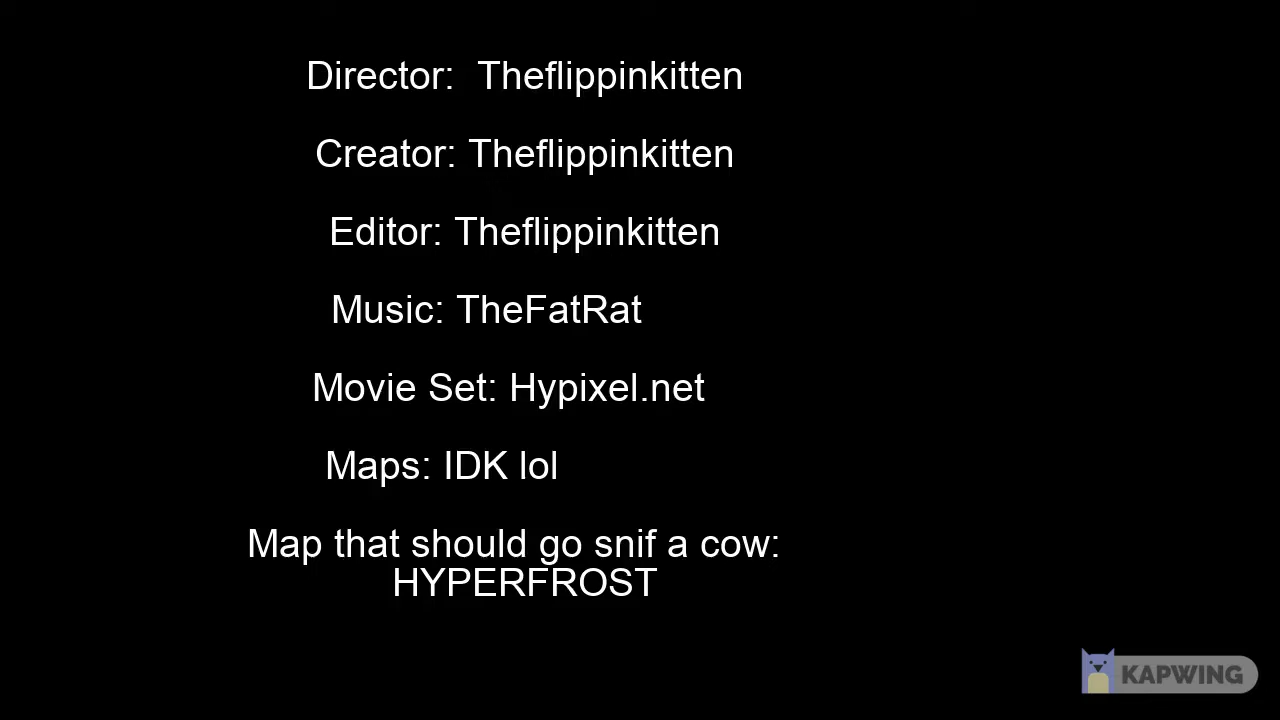 Director:  Theflippinkitten
Creator: Theflippinkitten
Editor: Theflippinkitten
Music: TheFatRat
Movie Set: Hypixel.net
Maps: IDK lol
Map that should go snif a cow:
HYPERFROST
KAPWING